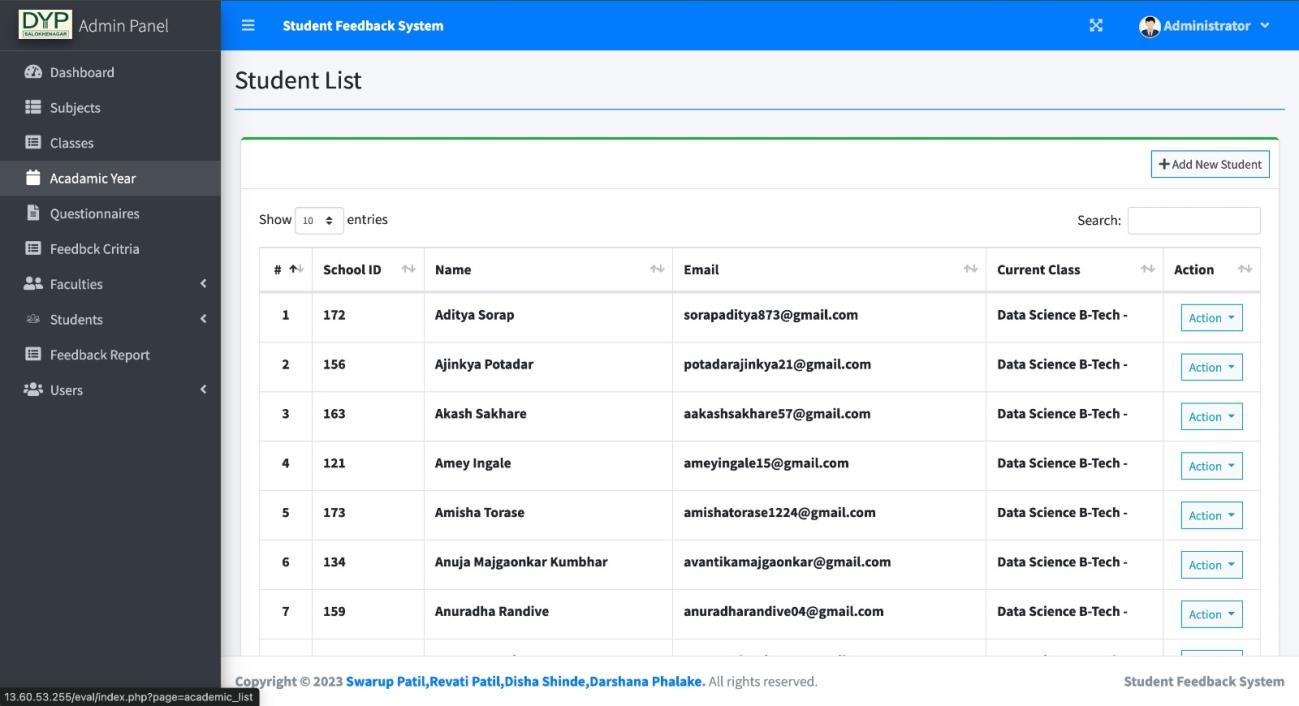 DYP Admin Panel
SALOKHENAGAR
Student Feedback System
Administrator
Dashboard
Subjects
Classes
Acadamic Year
Questionnaires
Feedbck Critria
Faculties
Students
Feedback Report
Users
Student List
Add New Student
Show 10 entries
Search:
# School ID Name Email Current Class Action
1 172 Aditya Sorap sorapaditya873@gmail.com Data Science B-Tech - Action
2 156 Ajinkya Potadar potadarajinkya21@gmail.com Data Science B-Tech - Action
3 163 Akash Sakhare aakashsakhare57@gmail.com Data Science B-Tech - Action
4 121 Amey Ingale ameyingale15@gmail.com Data Science B-Tech - Action
5 173 Amisha Torase amishatorase1224@gmail.com Data Science B-Tech - Action
6 134 Anuja Majgaonkar Kumbhar avantikamajgaonkar@gmail.com Data Science B-Tech - Action
7 159 Anuradha Randive anuradharandive04@gmail.com Data Science B-Tech - Action
Copyright © 2023 Swarup Patil,Revati Patil,Disha Shinde,Darshana Phalake. All rights reserved.
Student Feedback System
13.60.53.255/eval/index.php?page=academic_list